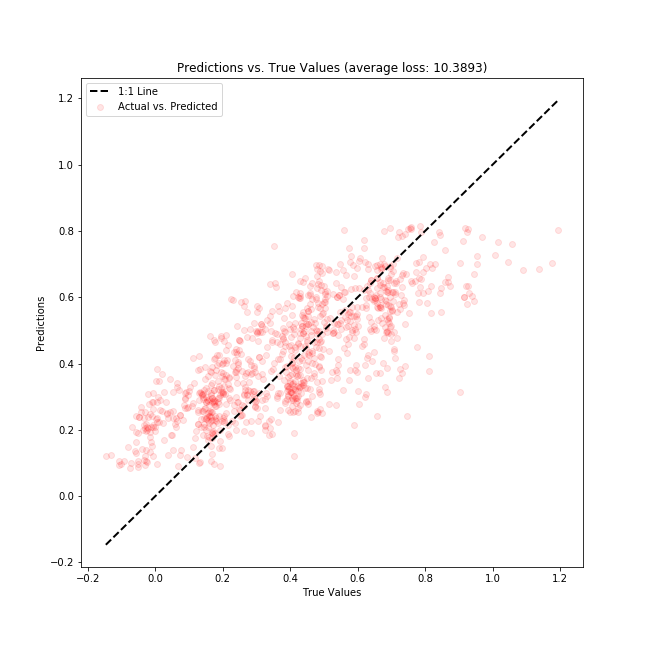 Predictions vs. True Values (average loss: 10.3893)
1:1 Line
Actual vs. Predicted
1.2
1.0
0.8
0.6
0.4
0.2
0.0
−0.2
Predictions
−0.2 0.0 0.2 0.4 0.6 0.8 1.0 1.2
True Values